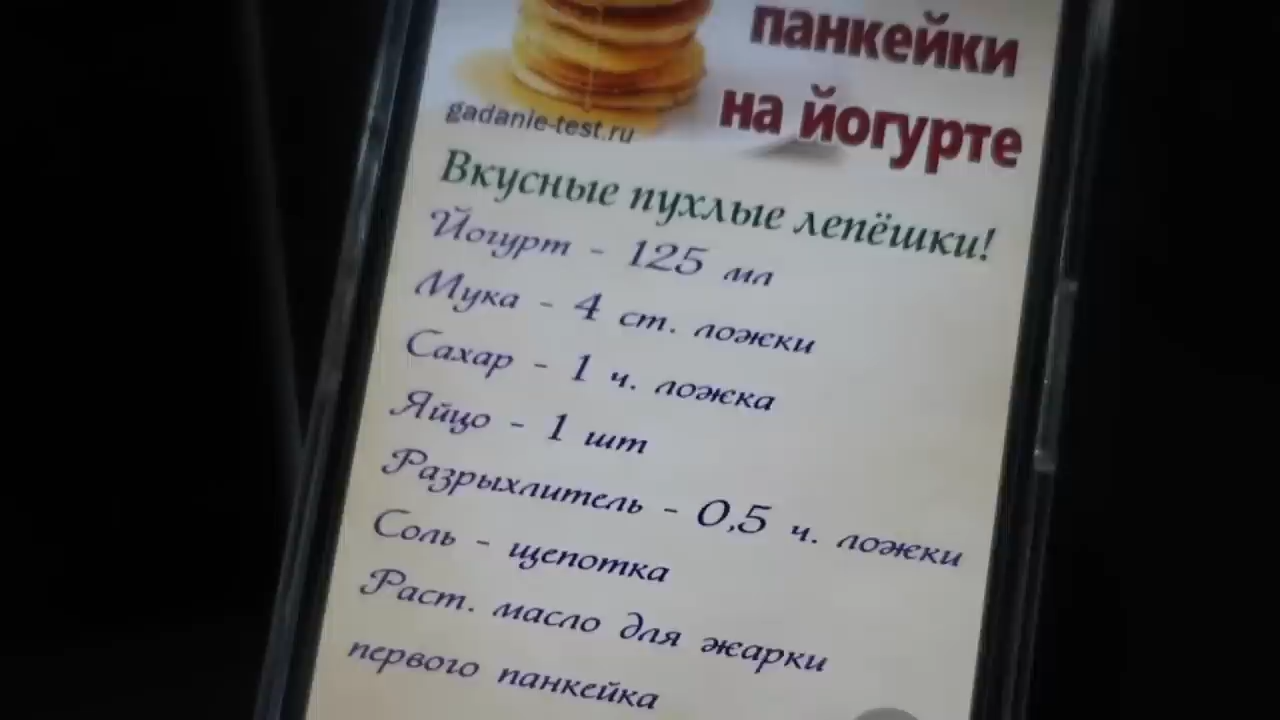 панкейки
на йогурте
gadanie-test.ru
Вкусные пухлые лепёшки!
Йогурт - 125 мл
Мука - 4 ст. ложки
Сахар - 1 ч. ложка
Яйцо - 1 шт
Разрыхлитель - 0,5 ч. ложки
Соль - щепотка
Раст. масло для жарки
первого панкейка